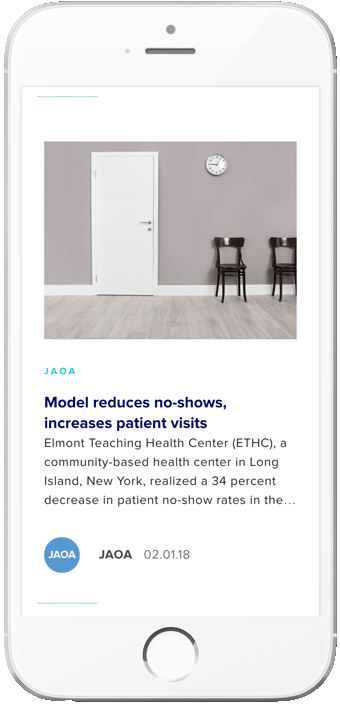 JAOA
Model reduces no-shows,
increases patient visits
Elmont Teaching Health Center (ETHC), a
community-based health center in Long
Island, New York, realized a 34 percent
decrease in patient no-show rates in the...
JAOA JAOA 02.01.18